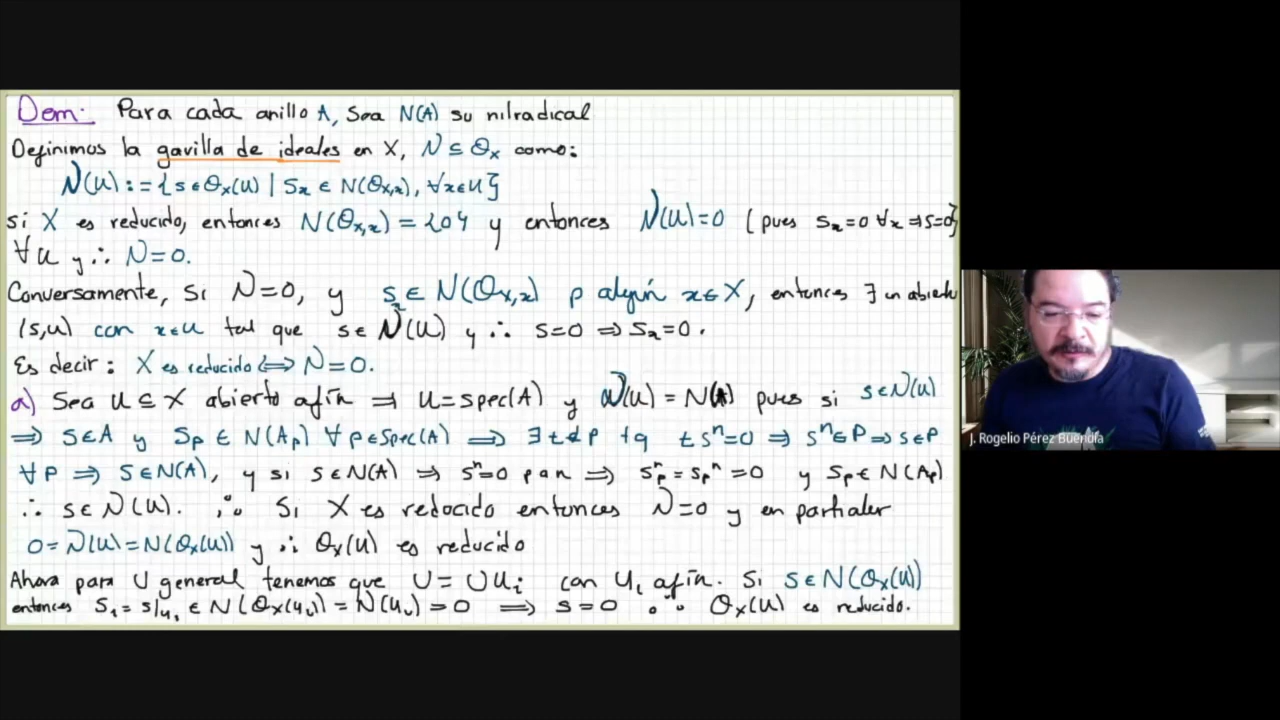 Dem: Para cada anillo A, sea N(A) su nilradical
Definimos la gavilla de ideales en X, 𝒩 ⊆ 𝒪_X como:
𝒩(U) := {s ∈ 𝒪_X(U) | s_x ∈ N(𝒪_{X,x}), ∀x∈U}
Si X es reducido, entonces N(𝒪_{X,x}) = {0} y entonces 𝒩(U)=0 (pues s_x=0 ∀x ⇒ s=0}
∀U y ∴ 𝒩=0.
Conversamente, si 𝒩=0, y s_x ∈ N(𝒪_{X,x}) p algún x∈X, entonces ∃ un abierto
(s,U) con x∈U tal que s∈𝒩(U) y ∴ s=0 ⇒ s_x=0.
Es decir: X es reducido ⟺ 𝒩=0.
a) Sea U ⊆ X abierto afín ⇒ U=spec(A) y 𝒩(U) = N(A) pues si s∈𝒩(U)
⇒ s∈A y s_p ∈ N(A_p) ∀ p∈Spec(A) ⇒ ∃ t∉p tq ts^n=0 ⇒ s^n∈P ⇒ s∈P
∀P ⇒ s∈N(A), y si s∈N(A) ⇒ s^n=0 p a n ⇒ s^n_p = s_p^n = 0 y s_p∈N(A_p)
∴ s∈𝒩(U). ∴ Si X es reducido entonces 𝒩=0 y en particular
0=𝒩(U)=N(𝒪_X(U)) y ∴ 𝒪_X(U) es reducido
Ahora para U general tenemos que U = ∪U_i con U_i afín. Si s∈N(𝒪_X(U))
entonces s_i = s|_{U_i} ∈ N(𝒪_X(U_i)) = 𝒩(U_i) = 0 ⇒ s=0 ∴ 𝒪_X(U) es reducido.
J. Rogelio Pérez Buendía